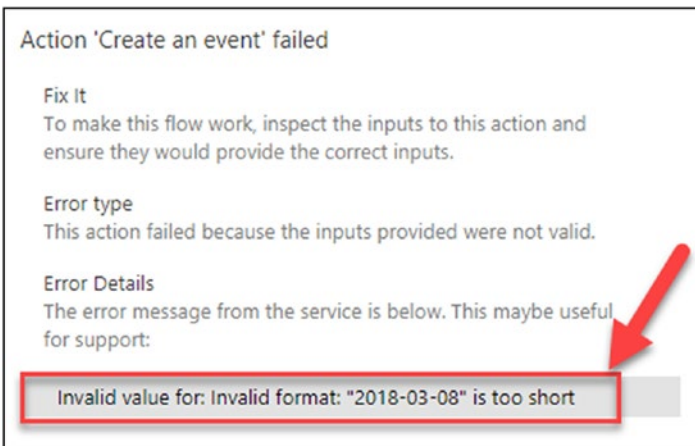 Action 'Create an event' failed
Fix It
To make this flow work, inspect the inputs to this action and
ensure they would provide the correct inputs.
Error type
This action failed because the inputs provided were not valid.
Error Details
The error message from the service is below. This maybe useful
for support:
Invalid value for: Invalid format: "2018-03-08" is too short